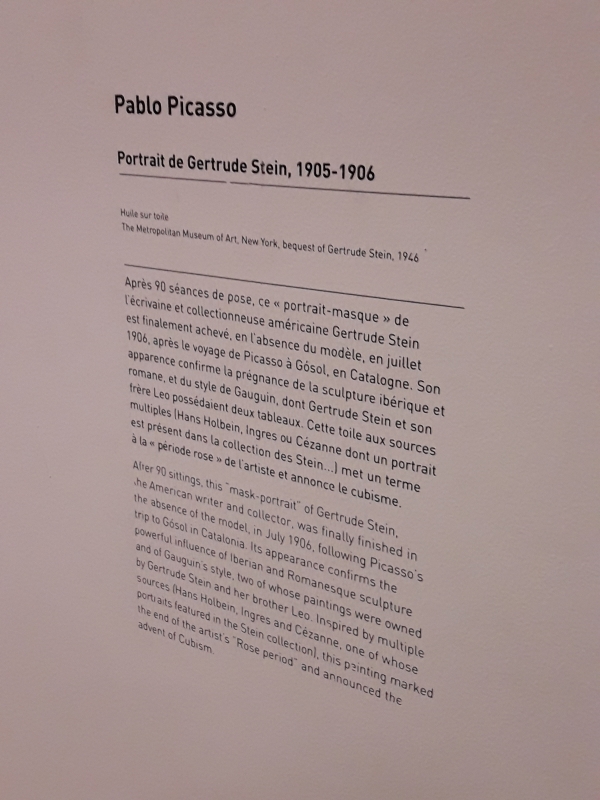 Pablo Picasso
Portrait de Gertrude Stein, 1905-1906
Huile sur toile
The Metropolitan Museum of Art, New York, bequest of Gertrude Stein, 1946
Après 90 séances de pose, ce « portrait-masque » de
l'écrivaine et collectionneuse américaine Gertrude Stein
est finalement achevé, en l'absence du modèle, en juillet
1906, après le voyage de Picasso à Gósol, en Catalogne. Son
apparence confirme la prégnance de la sculpture ibérique et
romane, et du style de Gauguin, dont Gertrude Stein et son
frère Leo possédaient deux tableaux. Cette toile aux sources
multiples (Hans Holbein, Ingres ou Cézanne dont un portrait
est présent dans la collection des Stein...) met un terme
à la « période rose » de l'artiste et annonce le cubisme.
After 90 sittings, this "mask-portrait" of Gertrude Stein,
the American writer and collector, was finally finished in
the absence of the model, in July 1906, following Picasso's
trip to Gósol in Catalonia. Its appearance confirms the
powerful influence of Iberian and Romanesque sculpture
and of Gauguin's style, two of whose paintings were owned
by Gertrude Stein and her brother Leo. Inspired by multiple
sources (Hans Holbein, Ingres and Cézanne, one of whose
portraits featured in the Stein collection), this painting marked
the end of the artist's "Rose period" and announced the
advent of Cubism.